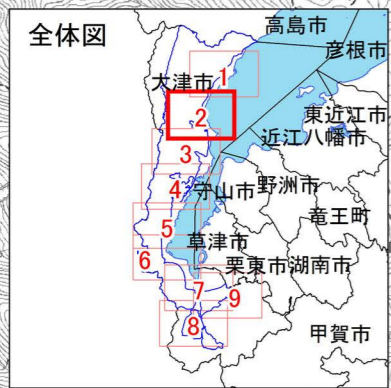 全体図
高島市
彦根市
大津市
1
2
東近江市
近江八幡市
3
4
守山市
野洲市
竜王町
5
草津市
6
栗東市
湖南市
7
9
8
甲賀市